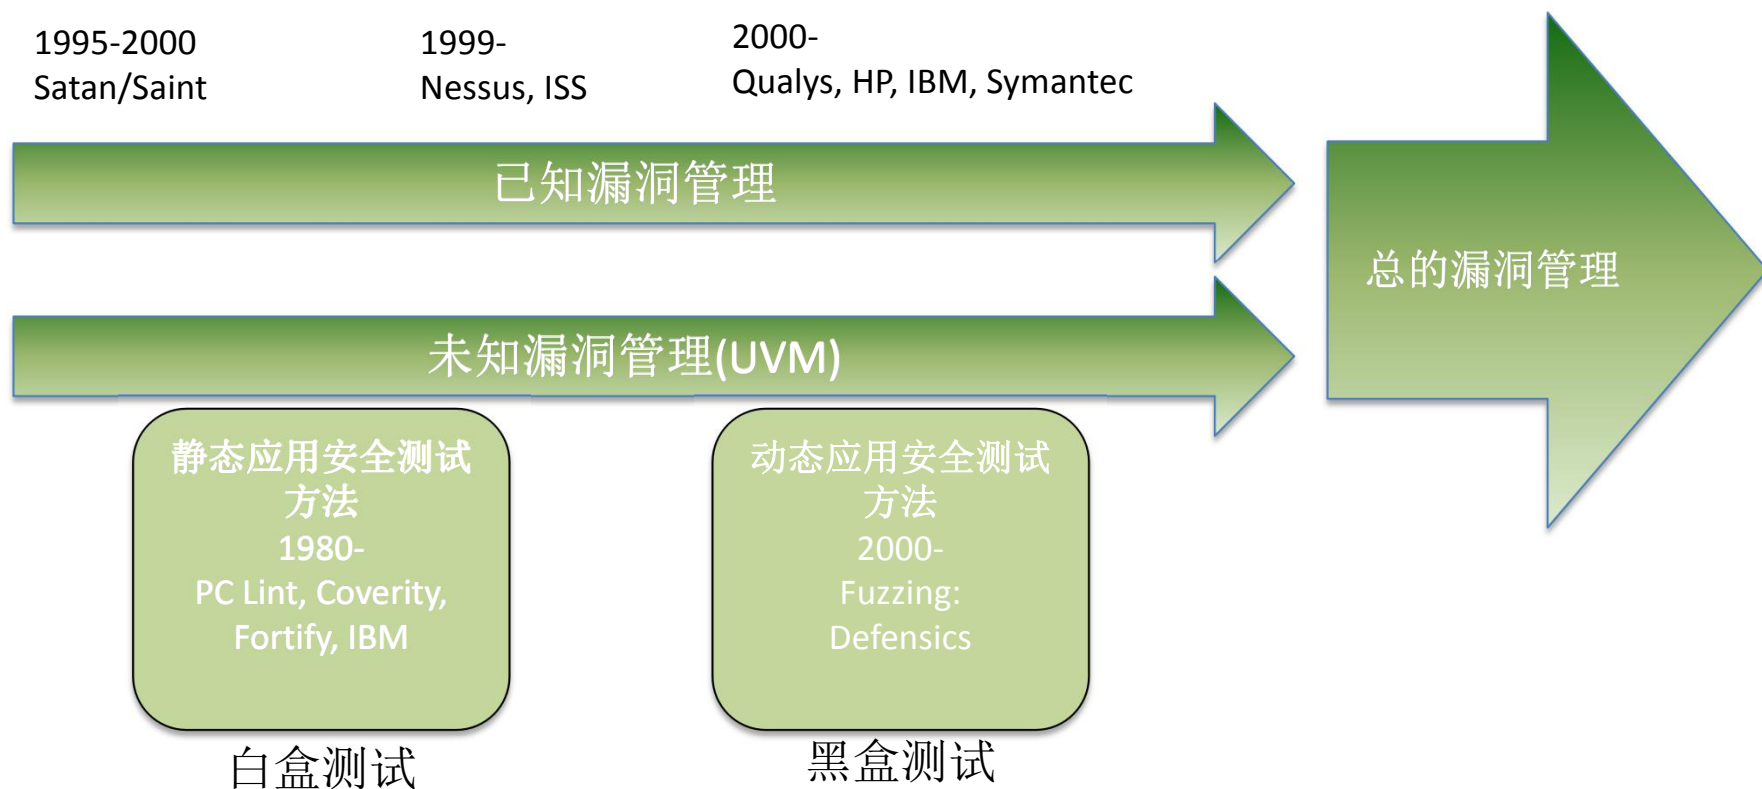 1995-2000
Satan/Saint
1999-
Nessus, ISS
2000-
Qualys, HP, IBM, Symantec
已知漏洞管理
总的漏洞管理
未知漏洞管理(UVM)
静态应用安全测试
方法
1980-
PC Lint, Coverity,
Fortify, IBM
动态应用安全测试
方法
2000-
Fuzzing:
Defensics
白盒测试
黑盒测试